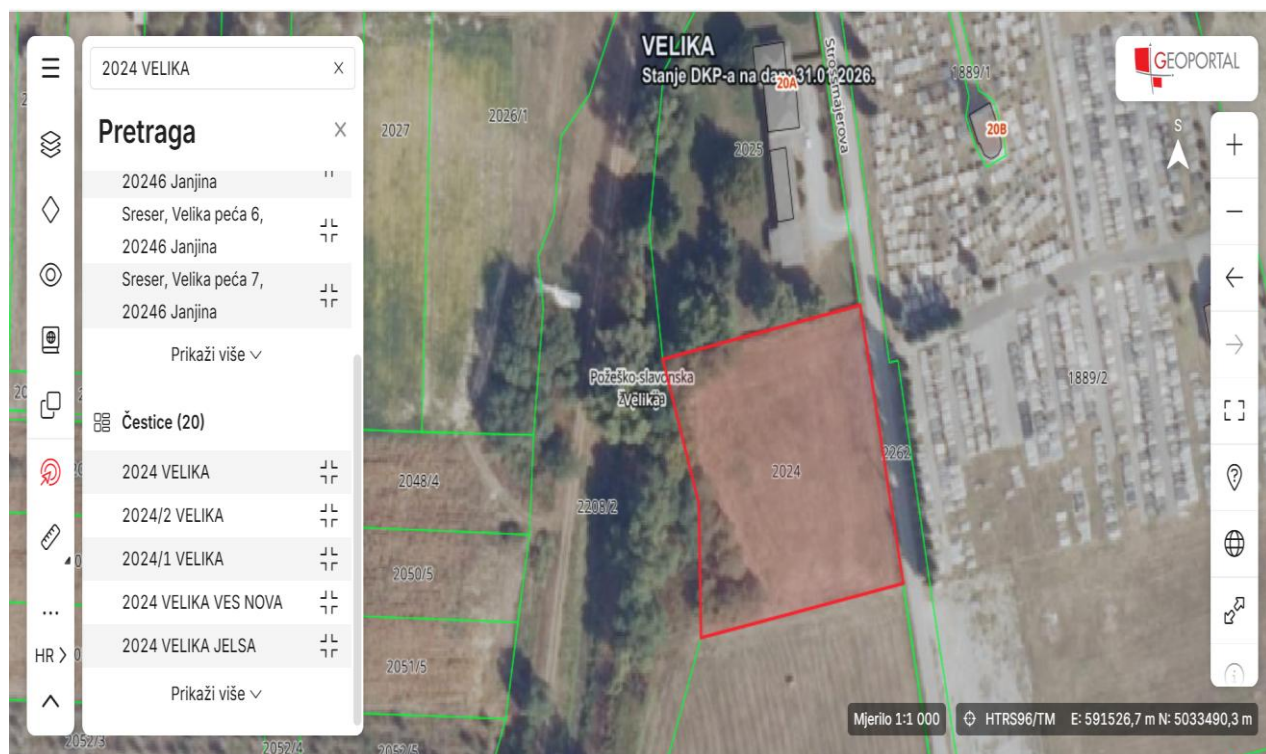 2024 VELIKA
X
Pretraga
X
20246 Janjina
Sreser, Velika peća 6,
20246 Janjina
Sreser, Velika peća 7,
20246 Janjina
Prikaži više
Čestice (20)
2024 VELIKA
2024/2 VELIKA
2024/1 VELIKA
2024 VELIKA VES NOVA
2024 VELIKA JELSA
Prikaži više
HR
VELIKA
Stanje DKP-a na dan: 31.01.2026.
20A
Strossmajerova
1889/1
20B
2026/1
2027
2025
Požeško-slavonska
2024
2262
1889/2
2048/4
2208/2
2050/5
2051/5
2052/3
2052/4
GEOPORTAL
S
Mjerilo 1:1 000
HTRS96/TM E: 591526,7 m N: 5033490,3 m